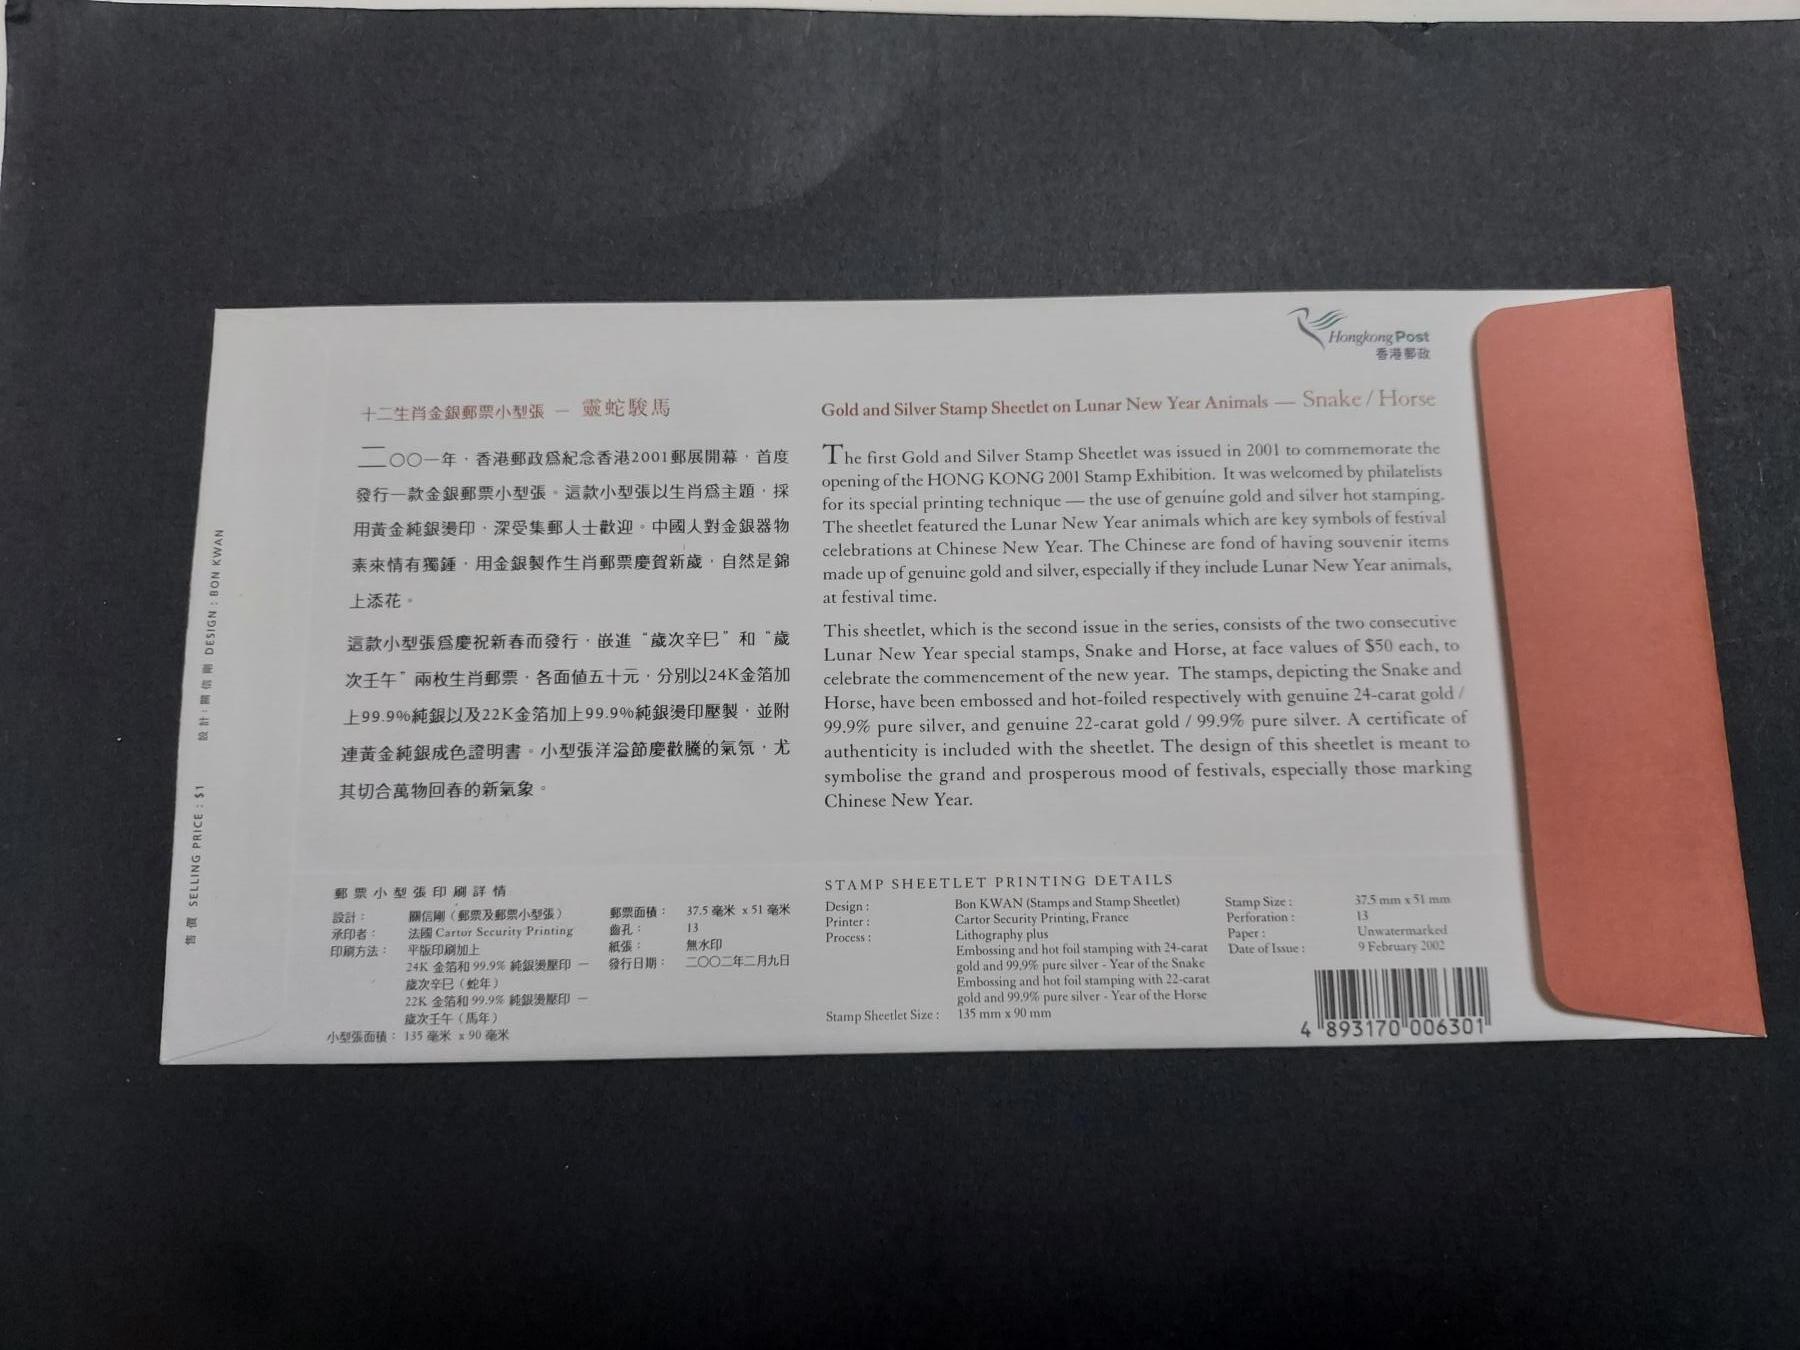 HongkongPost
香港郵政
十二生肖金銀郵票小型張 — 靈蛇駿馬
二〇〇一年，香港郵政爲紀念香港2001郵展開幕，首度
發行一款金銀郵票小型張。這款小型張以生肖爲主題，採
用黃金純銀燙印，深受集郵人士歡迎。中國人對金銀器物
素來情有獨鍾，用金銀製作生肖郵票慶賀新歲，自然是錦
上添花。
這款小型張爲慶祝新春而發行，嵌進“歲次辛巳”和“歲
次壬午”兩枚生肖郵票，各面值五十元，分別以24K金箔加
上99.9%純銀以及22K金箔加上99.9%純銀燙印壓製，並附
連黃金純銀成色證明書。小型張洋溢節慶歡騰的氣氛，尤
其切合萬物回春的新氣象。
Gold and Silver Stamp Sheetlet on Lunar New Year Animals — Snake / Horse
The first Gold and Silver Stamp Sheetlet was issued in 2001 to commemorate the
opening of the HONG KONG 2001 Stamp Exhibition. It was welcomed by philatelists
for its special printing technique — the use of genuine gold and silver hot stamping.
The sheetlet featured the Lunar New Year animals which are key symbols of festival
celebrations at Chinese New Year. The Chinese are fond of having souvenir items
made up of genuine gold and silver, especially if they include Lunar New Year animals,
at festival time.
This sheetlet, which is the second issue in the series, consists of the two consecutive
Lunar New Year special stamps, Snake and Horse, at face values of $50 each, to
celebrate the commencement of the new year. The stamps, depicting the Snake and
Horse, have been embossed and hot-foiled respectively with genuine 24-carat gold /
99.9% pure silver, and genuine 22-carat gold / 99.9% pure silver. A certificate of
authenticity is included with the sheetlet. The design of this sheetlet is meant to
symbolise the grand and prosperous mood of festivals, especially those marking
Chinese New Year.
郵票小型張印刷詳情
設計： 關信剛（郵票及郵票小型張）
承印者： 法國 Cartor Security Printing
印刷方法： 平版印刷加上
24K 金箔和 99.9% 純銀燙壓印 —
歲次辛巳（蛇年）
22K 金箔和 99.9% 純銀燙壓印 —
歲次壬午（馬年）
小型張面積： 135 毫米 x 90 毫米
郵票面積： 37.5 毫米 x 51 毫米
齒孔： 13
紙張： 無水印
發行日期： 二〇〇二年二月九日
STAMP SHEETLET PRINTING DETAILS
Design : Bon KWAN (Stamps and Stamp Sheetlet)
Printer : Cartor Security Printing, France
Process : Lithography plus
Embossing and hot foil stamping with 24-carat
gold and 99.9% pure silver - Year of the Snake
Embossing and hot foil stamping with 22-carat
gold and 99.9% pure silver - Year of the Horse
Stamp Sheetlet Size : 135 mm x 90 mm
Stamp Size : 37.5 mm x 51 mm
Perforation : 13
Paper : Unwatermarked
Date of Issue : 9 February 2002
4 893170 006301
售價 SELLING PRICE : $1 設計：關信剛 DESIGN : BON KWAN